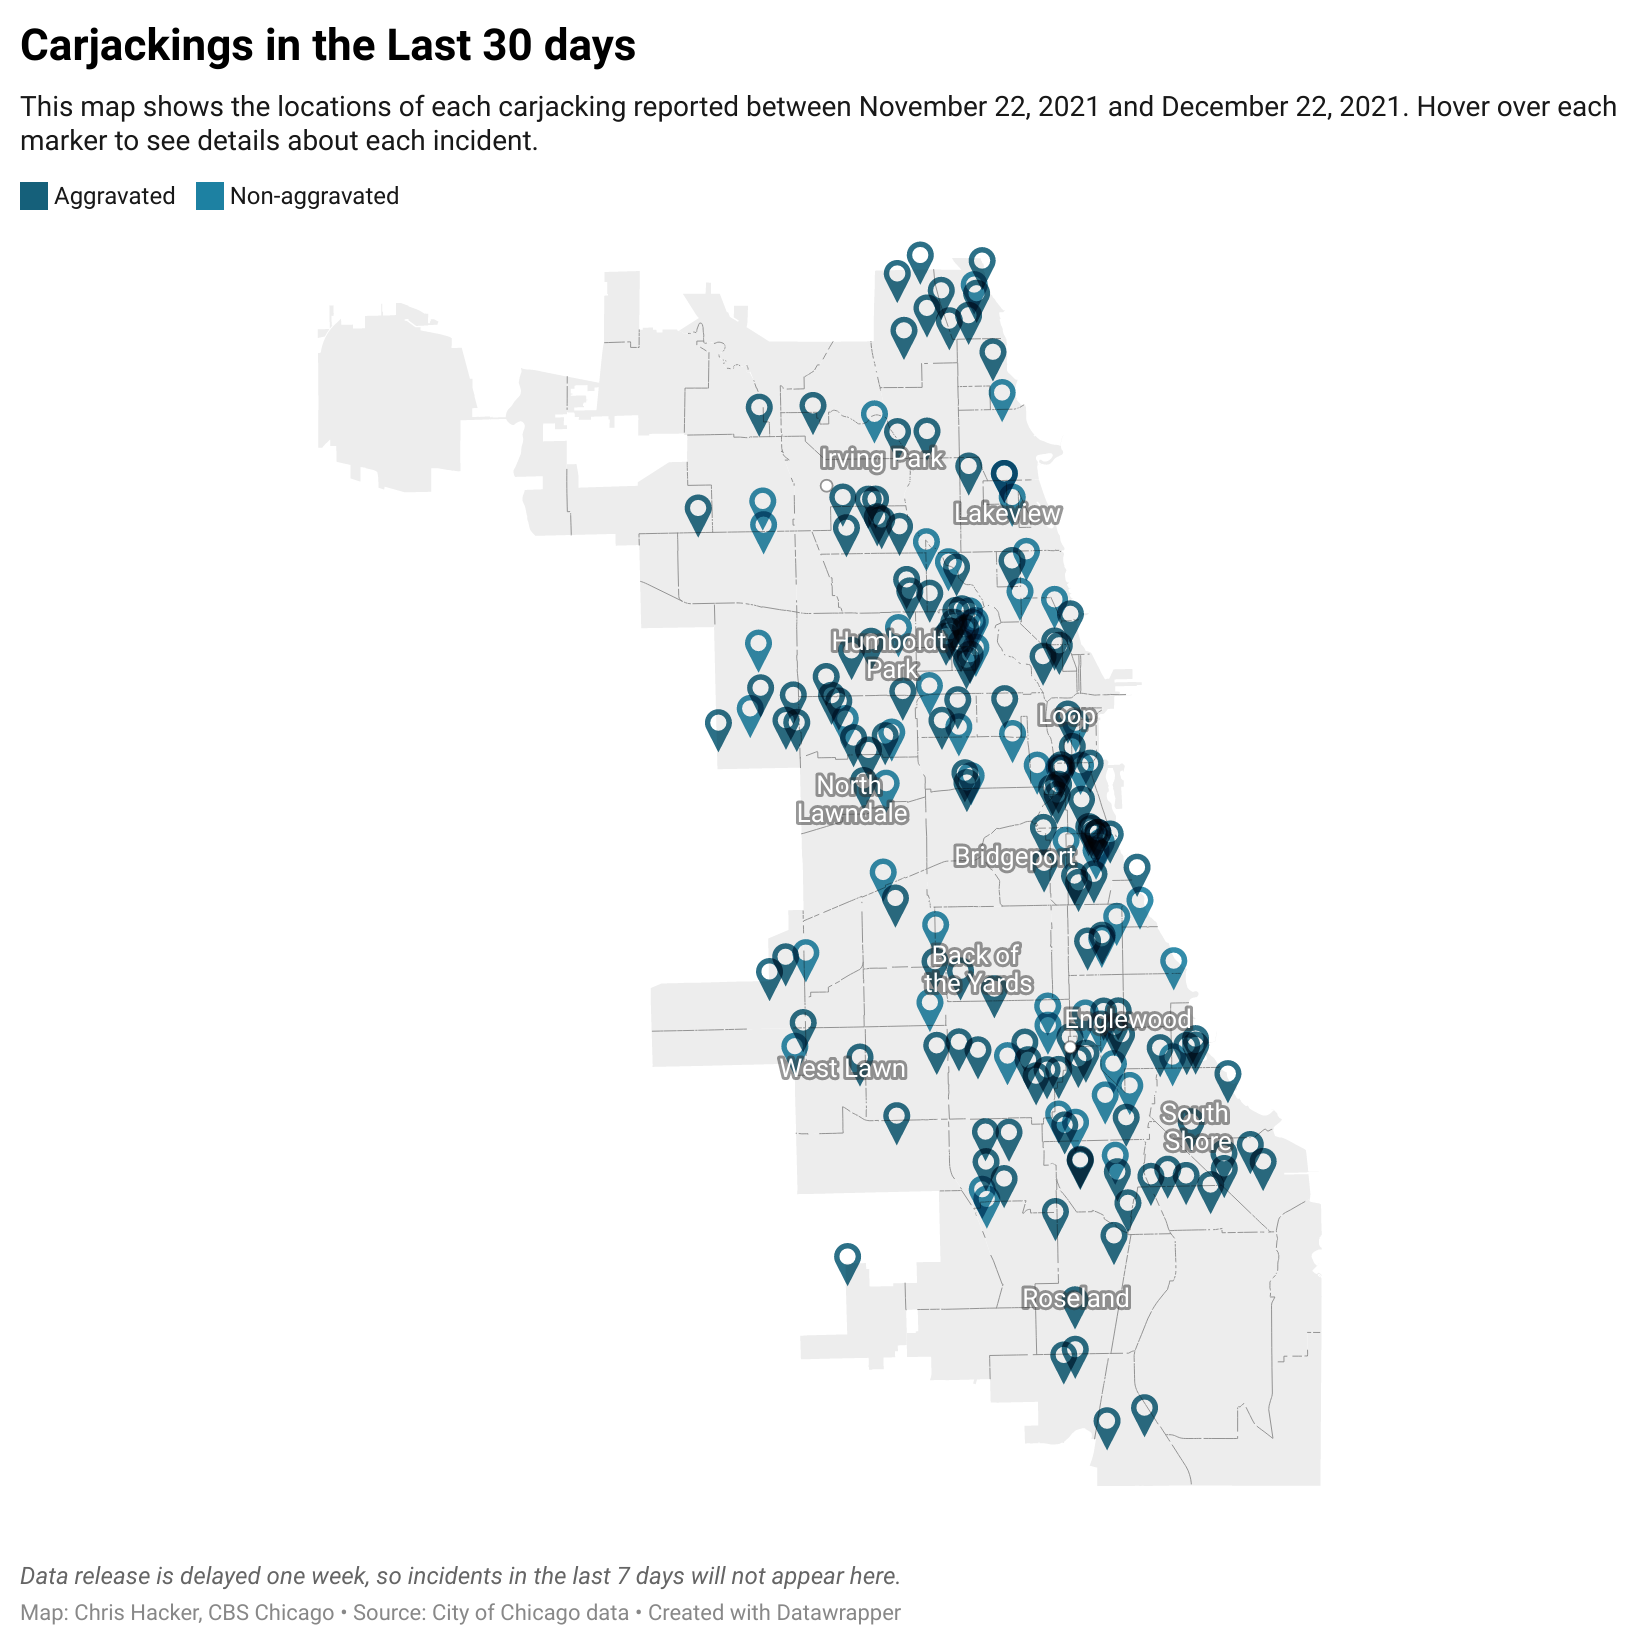 Carjackings in the Last 30 days
This map shows the locations of each carjacking reported between November 22, 2021 and December 22, 2021. Hover over each
marker to see details about each incident.
Aggravated Non-aggravated
Irving Park
Lakeview
Humboldt
Park
Loop
North
Lawndale
Bridgeport
Back of
the Yards
Englewood
West Lawn
South
Shore
Roseland
Data release is delayed one week, so incidents in the last 7 days will not appear here.
Map: Chris Hacker, CBS Chicago • Source: City of Chicago data • Created with Datawrapper